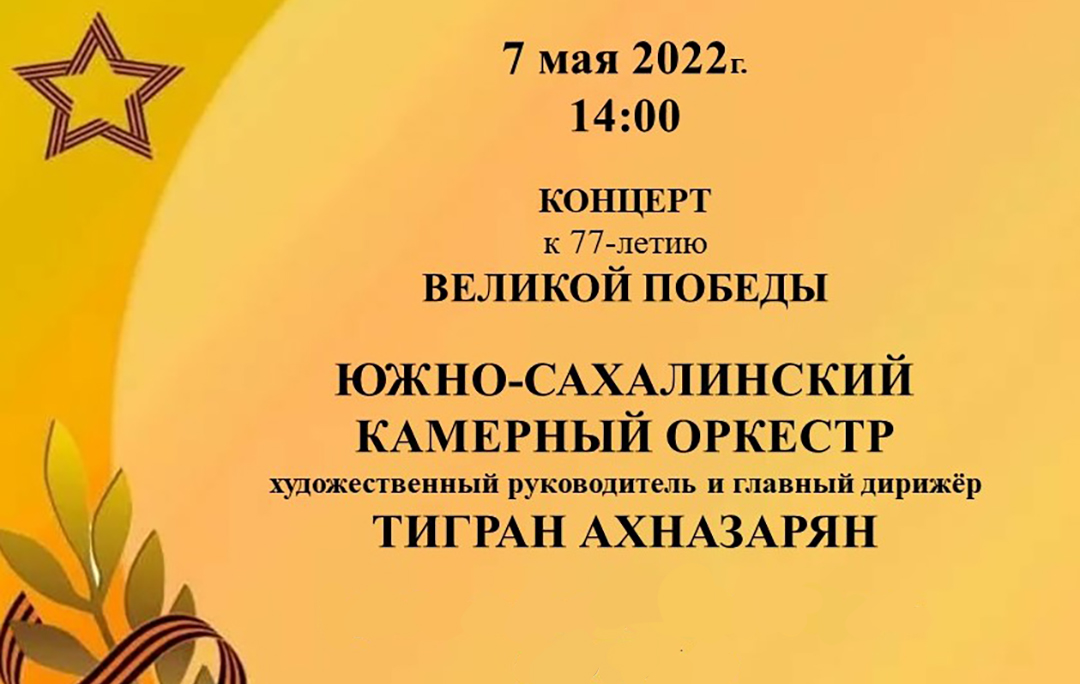 7 мая 2022г.
14:00
КОНЦЕРТ
к 77-летию
ВЕЛИКОЙ ПОБЕДЫ
ЮЖНО-САХАЛИНСКИЙ
КАМЕРНЫЙ ОРКЕСТР
художественный руководитель и главный дирижёр
ТИГРАН АХНАЗАРЯН